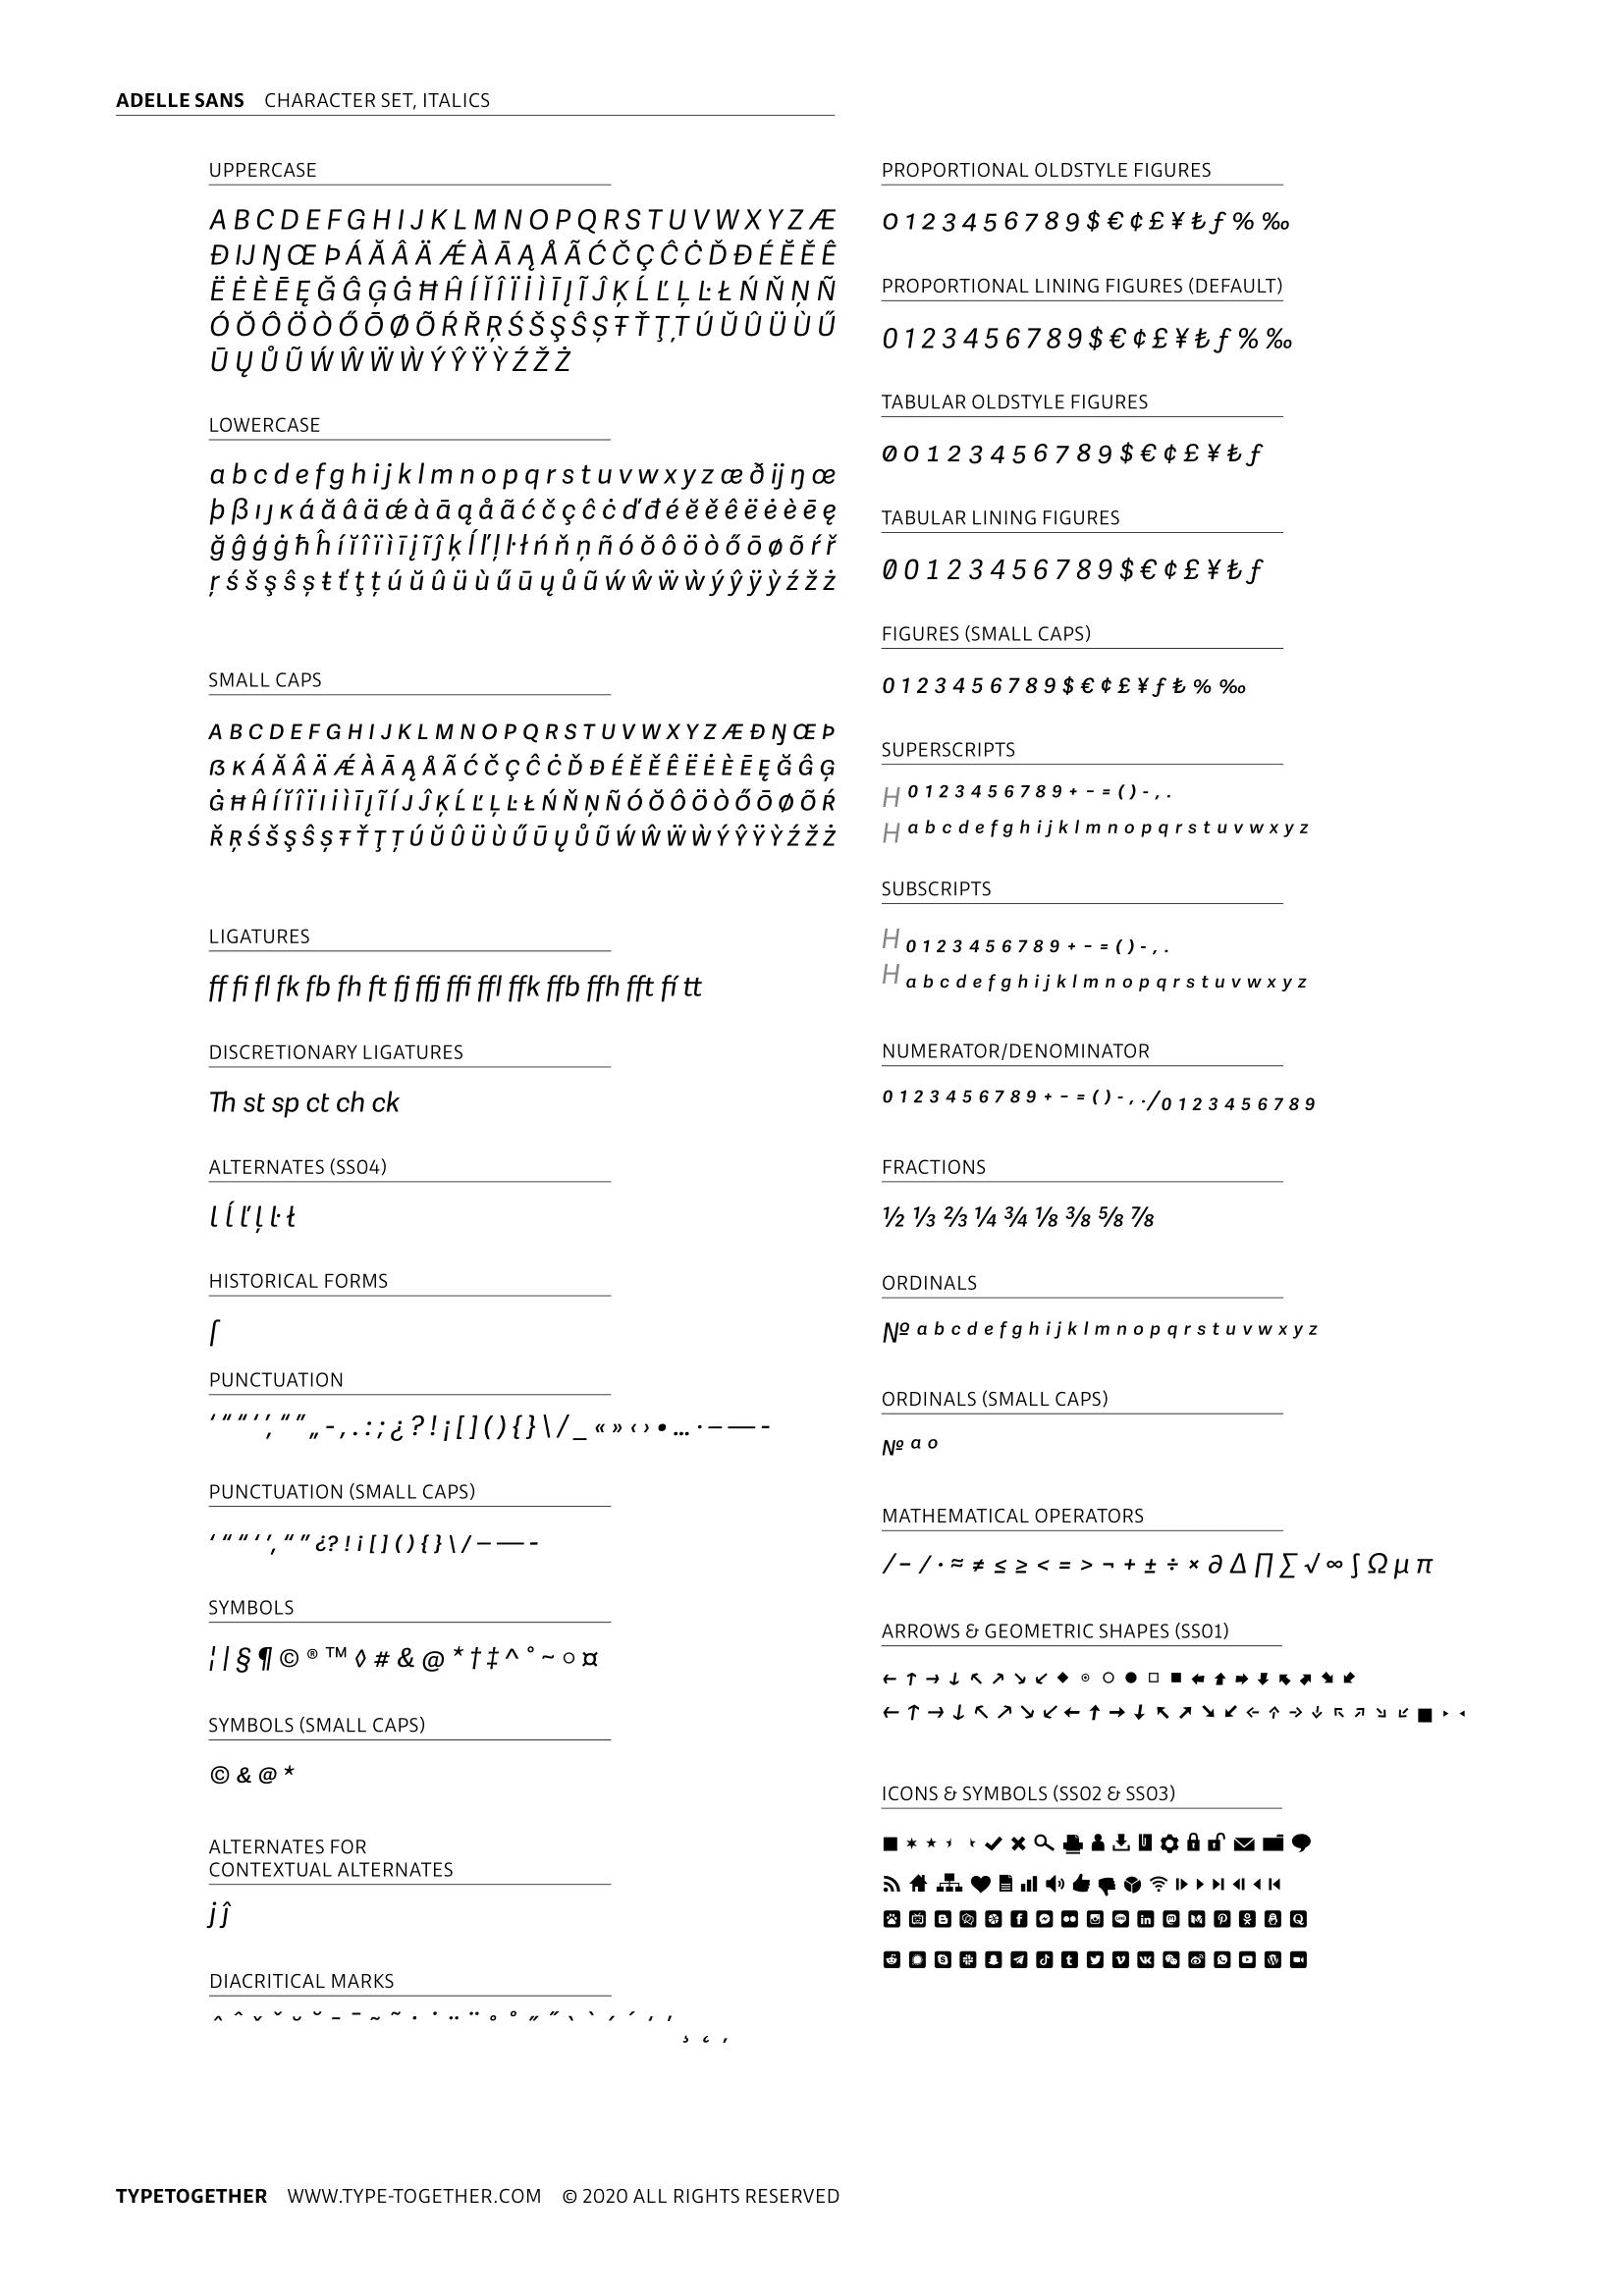 ADELLE SANS CHARACTER SET, ITALICS
UPPERCASE
A B C D E F G H I J K L M N O P Q R S T U V W X Y Z Æ
Ð Ĳ Ŋ Œ Þ Á Ă Â Ä Ǽ À Ā Ą Å Ã Ć Č Ç Ĉ Ċ Ď Đ É Ĕ Ě Ê
Ë Ė È Ē Ę Ğ Ĝ Ģ Ġ Ħ Ĥ Í Ĭ Î Ï İ Ì Ī Į Ĩ Ĵ Ķ Ĺ Ľ Ļ Ŀ Ł Ń Ň Ņ Ñ
Ó Ŏ Ô Ö Ò Ő Ō Ø Õ Ŕ Ř Ŗ Ś Š Ş Ŝ Ș Ŧ Ť Ţ Ț Ú Ŭ Û Ü Ù Ű
Ū Ų Ů Ũ Ẃ Ŵ Ẅ Ẁ Ý Ŷ Ÿ Ỳ Ź Ž Ż
LOWERCASE
a b c d e f g h i j k l m n o p q r s t u v w x y z æ ð ĳ ŋ œ
þ ß ı ȷ ĸ á ă â ä ǽ à ā ą å ã ć č ç ĉ ċ ď đ é ĕ ě ê ë ė è ē ę
ğ ĝ ģ ġ ħ ĥ í ĭ î ï ì ī į ĩ ĵ ķ ĺ ľ ļ ŀ ł ń ň ņ ñ ó ŏ ô ö ò ő ō ø õ ŕ ř
ŗ ś š ş ŝ ș ŧ ť ţ ț ú ŭ û ü ù ű ū ų ů ũ ẃ ŵ ẅ ẁ ý ŷ ÿ ỳ ź ž ż
SMALL CAPS
A B C D E F G H I J K L M N O P Q R S T U V W X Y Z Æ Ð Ŋ Œ Þ
ẞ ĸ Á Ă Â Ä Ǽ À Ā Ą Å Ã Ć Č Ç Ĉ Ċ Ď Đ É Ĕ Ě Ê Ë Ė È Ē Ę Ğ Ĝ Ģ
Ġ Ħ Ĥ Í Ĭ Î Ï I İ Ì Ī Į Ĩ Í J Ĵ Ķ Ĺ Ľ Ļ Ŀ Ł Ń Ň Ņ Ñ Ó Ŏ Ô Ö Ò Ő Ō Ø Õ Ŕ
Ř Ŗ Ś Š Ş Ŝ Ș Ŧ Ť Ţ Ț Ú Ŭ Û Ü Ù Ű Ū Ų Ů Ũ Ẃ Ŵ Ẅ Ẁ Ý Ŷ Ÿ Ỳ Ź Ž Ż
LIGATURES
ff fi fl fk fb fh ft fj ffj ffi ffl ffk ffb ffh fft fí tt
DISCRETIONARY LIGATURES
Th st sp ct ch ck
ALTERNATES (SS04)
l ĺ ľ ļ ŀ ł
HISTORICAL FORMS
ſ
PUNCTUATION
‘ “ “ ‘ ’, “ ” „ - , . : ; ¿ ? ! ¡ [ ] ( ) { } \ / _ « » ‹ › • … · – — -
PUNCTUATION (SMALL CAPS)
‘ “ “ ‘ ’, “ ” ¿ ? ! ¡ [ ] ( ) { } \ / – — -
SYMBOLS
¦ | § ¶ © ® ™ ◊ # & @ * † ‡ ^ ° ~ ○ ¤
SYMBOLS (SMALL CAPS)
© & @ *
ALTERNATES FOR
CONTEXTUAL ALTERNATES
j ĵ
DIACRITICAL MARKS
PROPORTIONAL OLDSTYLE FIGURES
0 1 2 3 4 5 6 7 8 9 $ € ¢ £ ¥ ₺ ƒ % ‰
PROPORTIONAL LINING FIGURES (DEFAULT)
0 1 2 3 4 5 6 7 8 9 $ € ¢ £ ¥ ₺ ƒ % ‰
TABULAR OLDSTYLE FIGURES
0 0 1 2 3 4 5 6 7 8 9 $ € ¢ £ ¥ ₺ ƒ
TABULAR LINING FIGURES
0 0 1 2 3 4 5 6 7 8 9 $ € ¢ £ ¥ ₺ ƒ
FIGURES (SMALL CAPS)
0 1 2 3 4 5 6 7 8 9 $ € ¢ £ ¥ ƒ ₺ % ‰
SUPERSCRIPTS
H 0 1 2 3 4 5 6 7 8 9 + − = ( ) - , .
H a b c d e f g h i j k l m n o p q r s t u v w x y z
SUBSCRIPTS
H 0 1 2 3 4 5 6 7 8 9 + − = ( ) - , .
H a b c d e f g h i j k l m n o p q r s t u v w x y z
NUMERATOR/DENOMINATOR
0 1 2 3 4 5 6 7 8 9 + − = ( ) - , . / 0 1 2 3 4 5 6 7 8 9
FRACTIONS
½ ⅓ ⅔ ¼ ¾ ⅛ ⅜ ⅝ ⅞
ORDINALS
№ a b c d e f g h i j k l m n o p q r s t u v w x y z
ORDINALS (SMALL CAPS)
№ a o
MATHEMATICAL OPERATORS
⁄ − ∕ · ≈ ≠ ≤ ≥ < = > ¬ + ± ÷ × ∂ ∆ ∏ ∑ √ ∞ ∫ Ω µ π
ARROWS & GEOMETRIC SHAPES (SS01)
ICONS & SYMBOLS (SS02 & SS03)
TYPETOGETHER WWW.TYPE-TOGETHER.COM © 2020 ALL RIGHTS RESERVED